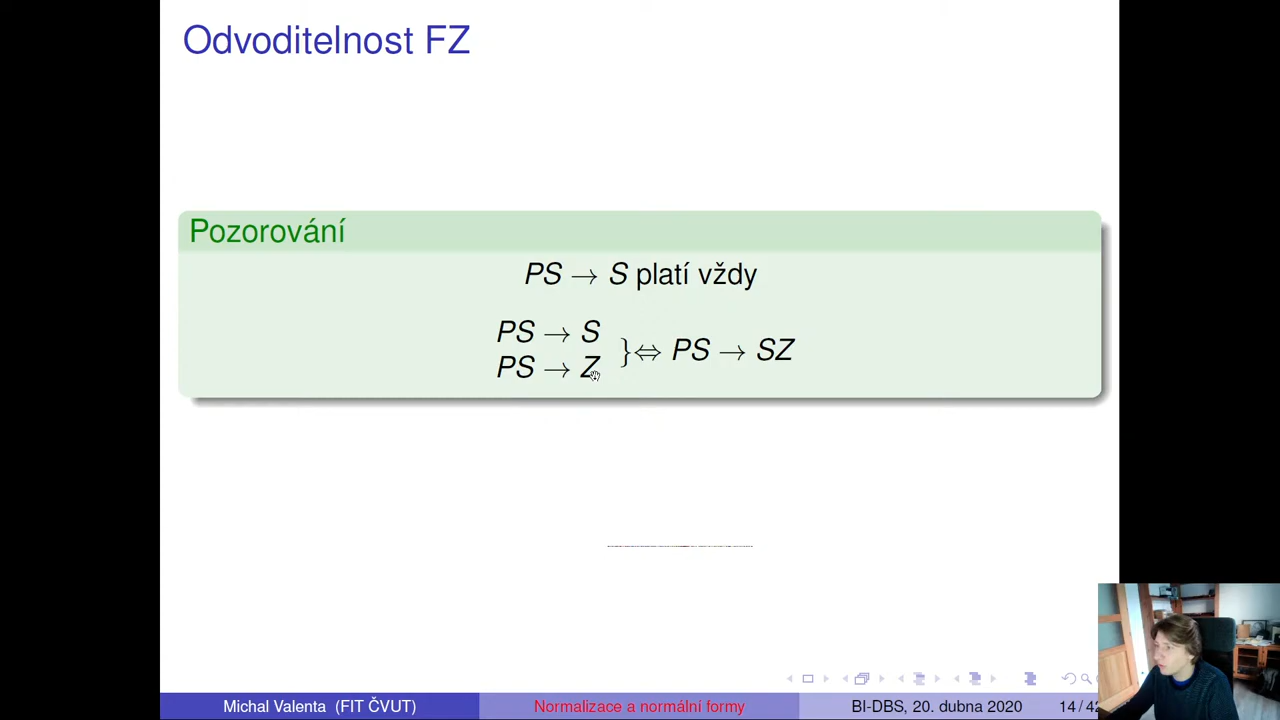 Odvoditelnost FZ
Pozorování
PS → S platí vždy
PS → S
PS → Z
}⇔ PS → SZ
Michal Valenta (FIT ČVUT)
Normalizace a normální formy
BI-DBS, 20. dubna 2020
14 / 42